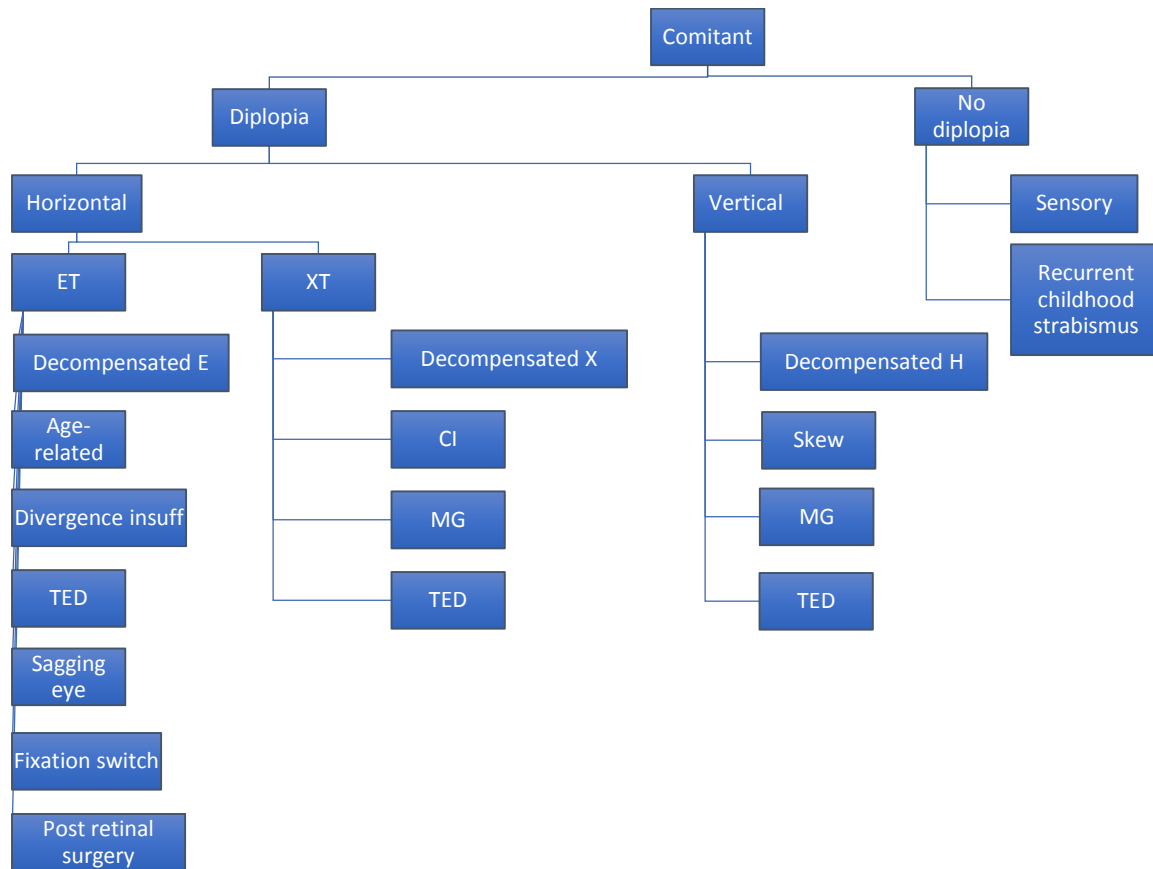 Comitant
Diplopia
No
diplopia
Horizontal
Vertical
Sensory
ET
XT
Recurrent
childhood
strabismus
Decompensated E
Decompensated X
Decompensated H
Age-
related
CI
Skew
Divergence insuff
MG
MG
TED
TED
TED
Sagging
eye
Fixation switch
Post retinal
surgery